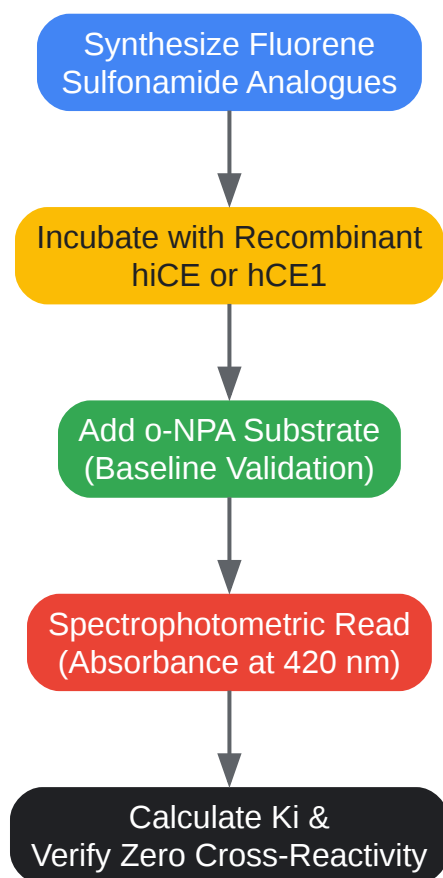 Synthesize Fluorene
Sulfonamide Analogues
Incubate with Recombinant
hiCE or hCE1
Add o-NPA Substrate
(Baseline Validation)
Spectrophotometric Read
(Absorbance at 420 nm)
Calculate Ki &
Verify Zero Cross-Reactivity